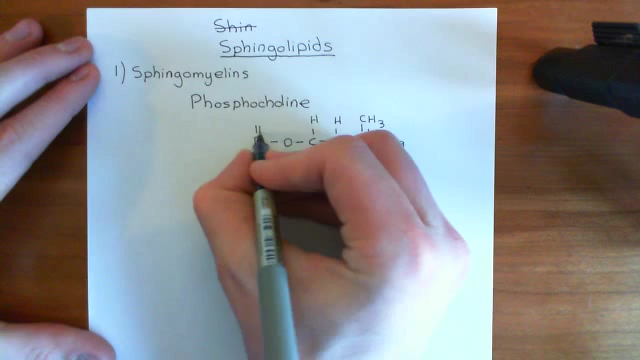 Shin
Sphingolipids
1) Sphingomyelins
Phosphocholine
H H CH3
- O - C -